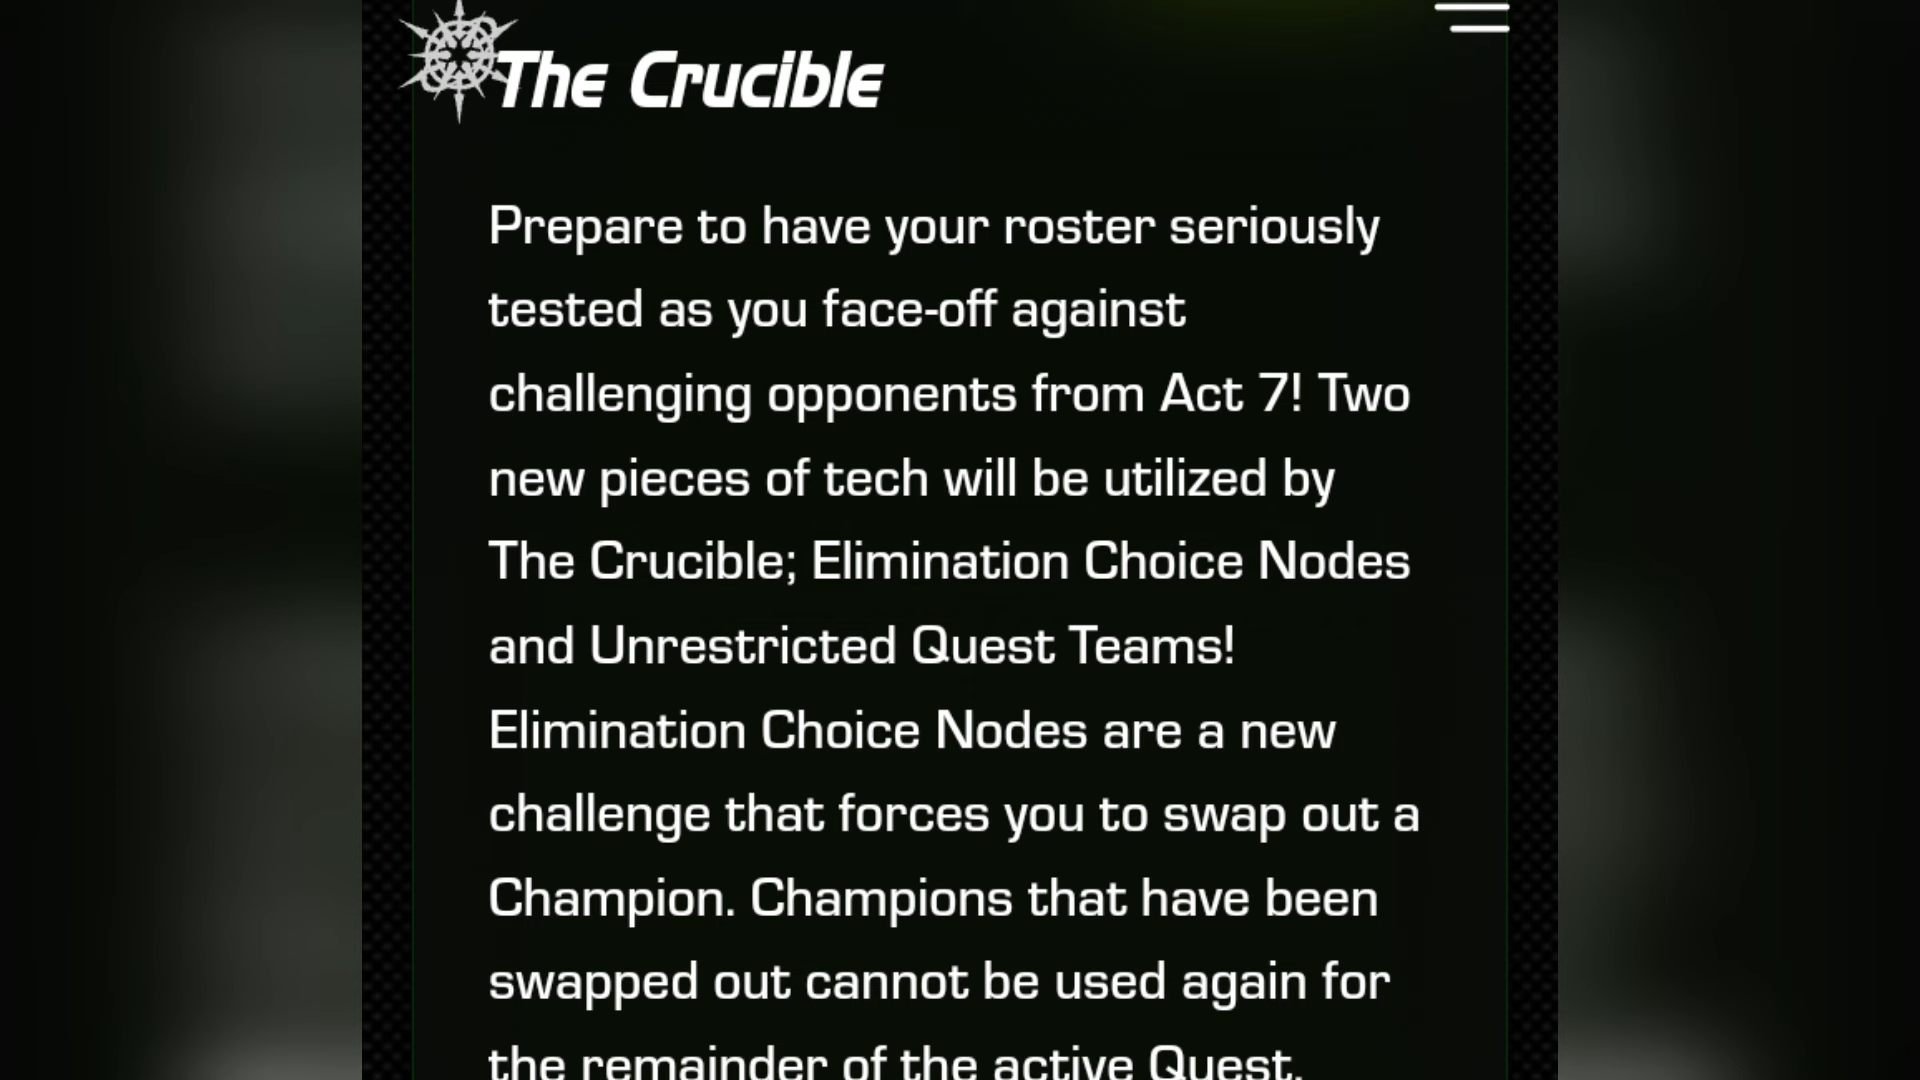 The Crucible
Prepare to have your roster seriously
tested as you face-off against
challenging opponents from Act 7! Two
new pieces of tech will be utilized by
The Crucible; Elimination Choice Nodes
and Unrestricted Quest Teams!
Elimination Choice Nodes are a new
challenge that forces you to swap out a
Champion. Champions that have been
swapped out cannot be used again for
the remainder of the active Quest.